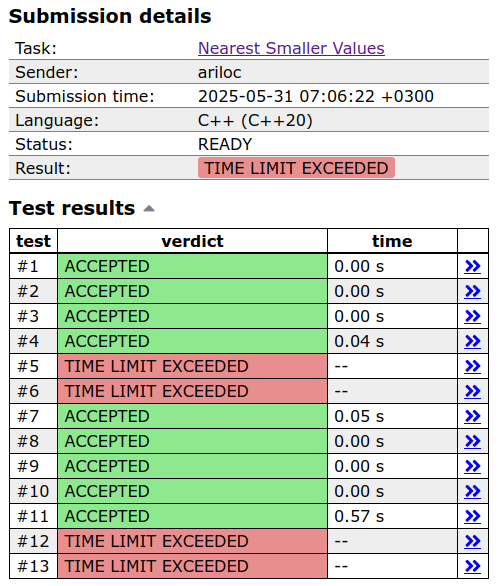 Submission details
Task: Nearest Smaller Values
Sender: ariloc
Submission time: 2025-05-31 07:06:22 +0300
Language: C++ (C++20)
Status: READY
Result: TIME LIMIT EXCEEDED
Test results
test verdict time
#1 ACCEPTED 0.00 s
#2 ACCEPTED 0.00 s
#3 ACCEPTED 0.00 s
#4 ACCEPTED 0.04 s
#5 TIME LIMIT EXCEEDED --
#6 TIME LIMIT EXCEEDED --
#7 ACCEPTED 0.05 s
#8 ACCEPTED 0.00 s
#9 ACCEPTED 0.00 s
#10 ACCEPTED 0.00 s
#11 ACCEPTED 0.57 s
#12 TIME LIMIT EXCEEDED --
#13 TIME LIMIT EXCEEDED --